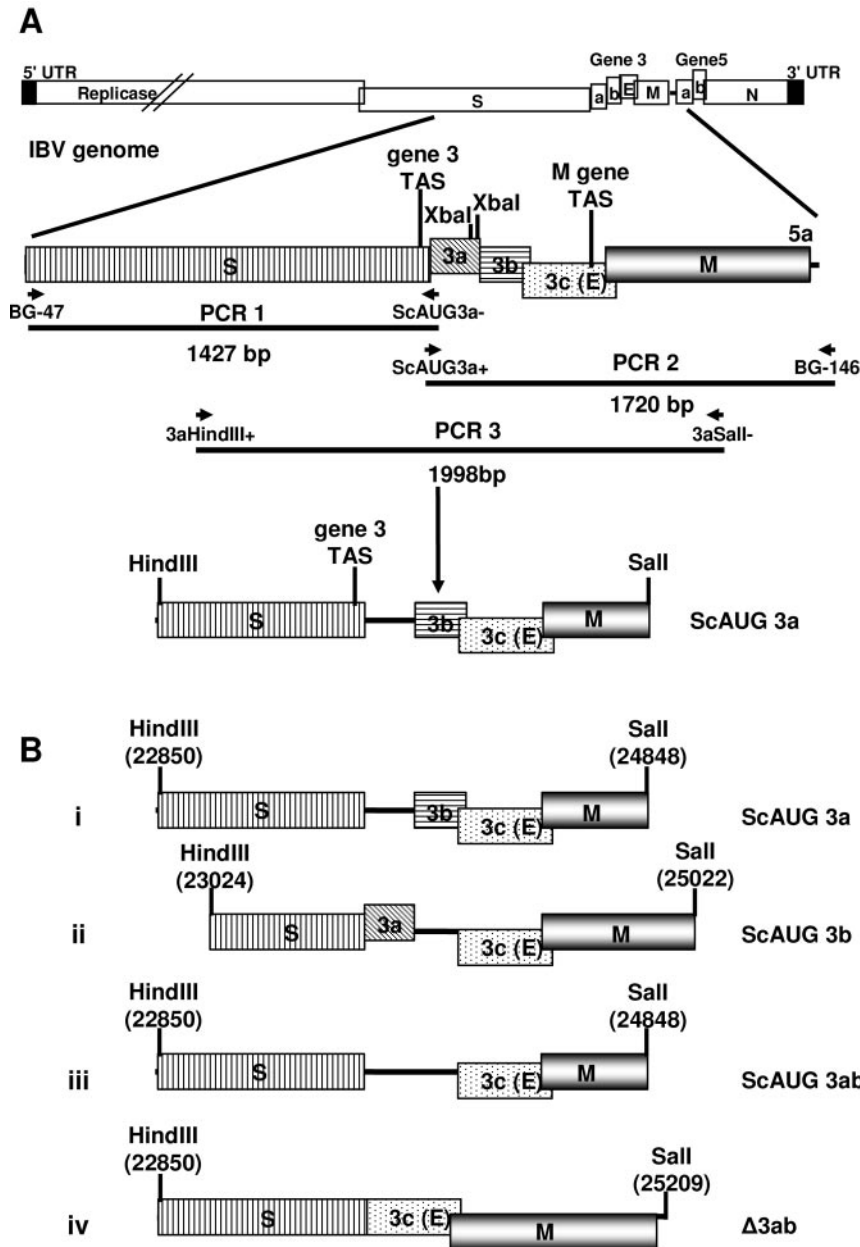 A
5' UTR
Replicase
S
a
b
Gene 3
E
M
Gene5
a
b
N
3' UTR
IBV genome
gene 3
TAS
XbaI
XbaI
M gene
TAS
5a
S
3a
3b
3c (E)
M
BG-47
PCR 1
ScAUG3a-
1427 bp
ScAUG3a+
PCR 2
BG-146
1720 bp
3aHindIII+
PCR 3
3aSalI-
1998bp
HindIII
gene 3
TAS
SalI
S
3b
3c (E)
M
ScAUG 3a
B
HindIII
(22850)
SalI
(24848)
i
S
3b
3c (E)
M
ScAUG 3a
HindIII
(23024)
SalI
(25022)
ii
S
3a
3c (E)
M
ScAUG 3b
HindIII
(22850)
SalI
(24848)
iii
S
3c (E)
M
ScAUG 3ab
HindIII
(22850)
SalI
(25209)
iv
S
3c (E)
M
Δ3ab